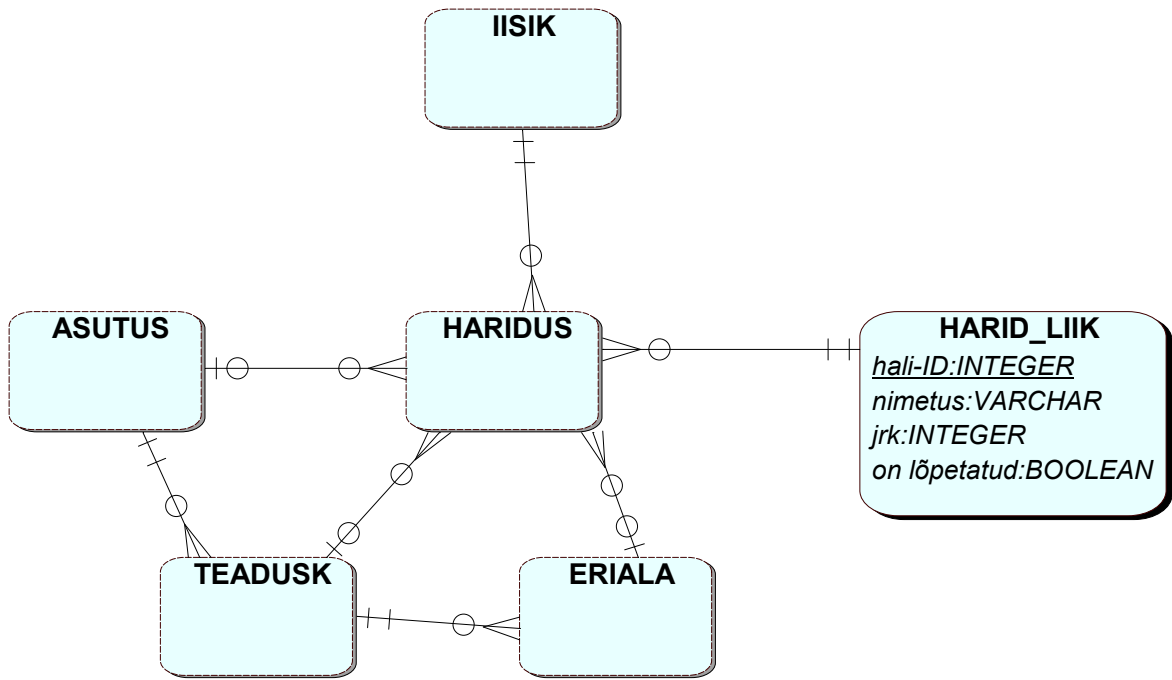 IISIK
ASUTUS
HARIDUS
HARID_LIIK
hali-ID:INTEGER
nimetus:VARCHAR
jrk:INTEGER
on lõpetatud:BOOLEAN
TEADUSK
ERIALA